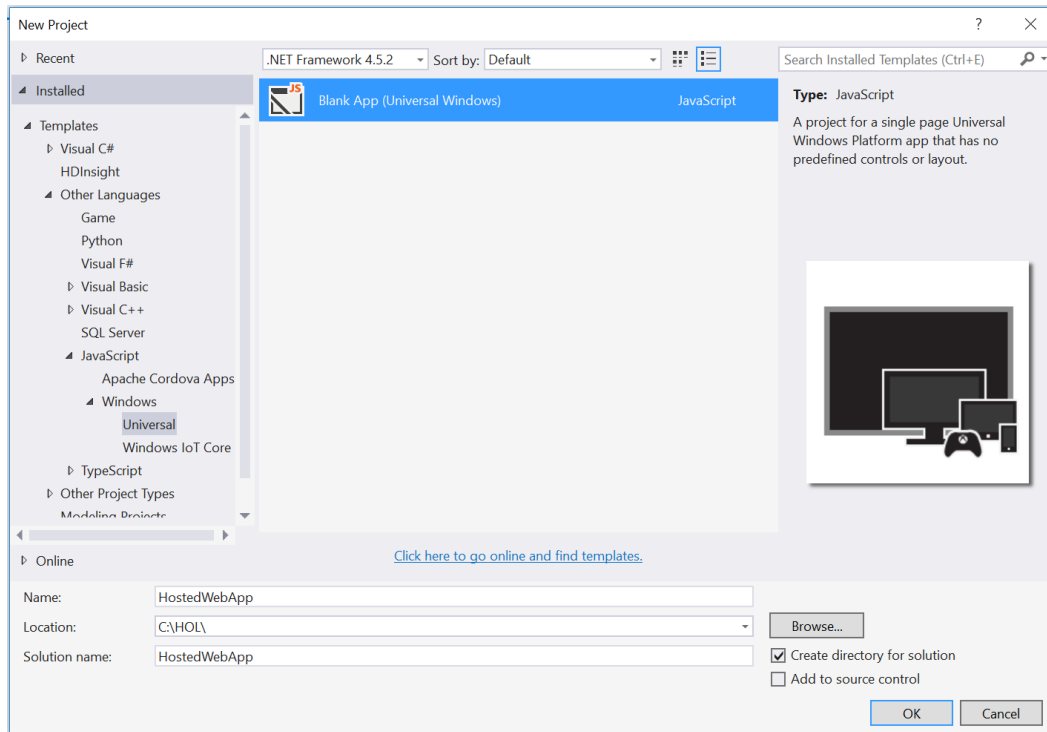 New Project
?
Recent
.NET Framework 4.5.2
Sort by: Default
Search Installed Templates (Ctrl+E)
Installed
Templates
Visual C#
HDInsight
Other Languages
Game
Python
Visual F#
Visual Basic
Visual C++
SQL Server
JavaScript
Apache Cordova Apps
Windows
Universal
Windows IoT Core
TypeScript
Other Project Types
Modeling Projects
Online
JS
Blank App (Universal Windows)
JavaScript
Click here to go online and find templates.
Type: JavaScript
A project for a single page Universal
Windows Platform app that has no
predefined controls or layout.
Name: HostedWebApp
Location: C:\HOL\
Browse...
Solution name: HostedWebApp
Create directory for solution
Add to source control
OK
Cancel